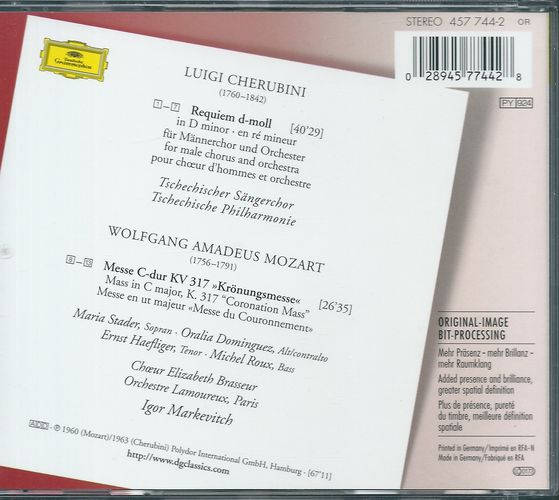 STEREO 457 744-2 OR
0 28945 77442 8
PY 924
Deutsche
Grammophon
LUIGI CHERUBINI
(1760–1842)
1 – 7 Requiem d-moll [40'29]
in D minor · en ré mineur
für Männerchor und Orchester
for male chorus and orchestra
pour chœur d'hommes et orchestre
Tschechischer Sängerchor
Tschechische Philharmonie
WOLFGANG AMADEUS MOZART
(1756–1791)
8 – 13 Messe C-dur KV 317 »Krönungsmesse« [26'35]
Mass in C major, K. 317 "Coronation Mass"
Messe en ut majeur «Messe du Couronnement»
Maria Stader, Sopran · Oralia Dominguez, Alt/contralto
Ernst Haefliger, Tenor · Michel Roux, Bass
Chœur Elizabeth Brasseur
Orchestre Lamoureux, Paris
Igor Markevitch
ADD · ℗ 1960 (Mozart)/1963 (Cherubini) Polydor International GmbH, Hamburg · [67'11]
http://www.dgclassics.com
ORIGINAL-IMAGE
BIT-PROCESSING
Mehr Präsenz – mehr Brillanz –
mehr Raumklang
Added presence and brilliance,
greater spatial definition
Plus de présence, pureté
du timbre, meilleure définition
spatiale
Printed in Germany/Imprimé en RFA-N
Made in Germany/Fabriqué en RFA